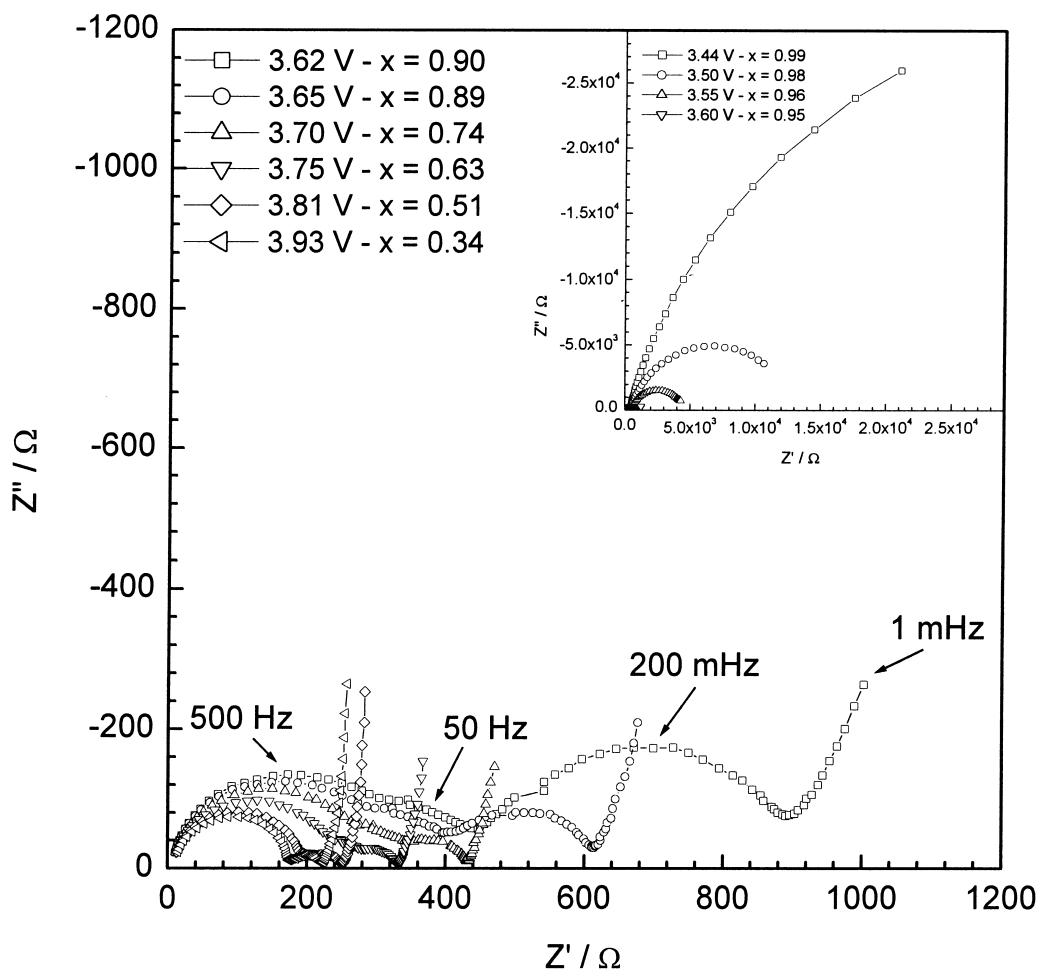 -1200
-1000
-800
-600
-400
-200
0
Z'' / Ω
3.62 V - x = 0.90
3.65 V - x = 0.89
3.70 V - x = 0.74
3.75 V - x = 0.63
3.81 V - x = 0.51
3.93 V - x = 0.34
3.44 V - x = 0.99
3.50 V - x = 0.98
3.55 V - x = 0.96
3.60 V - x = 0.95
-2.5x10⁴
-2.0x10⁴
-1.5x10⁴
-1.0x10⁴
-5.0x10³
0.0
Z'' / Ω
0.0 5.0x10³ 1.0x10⁴ 1.5x10⁴ 2.0x10⁴ 2.5x10⁴
Z' / Ω
500 Hz
50 Hz
200 mHz
1 mHz
0 200 400 600 800 1000 1200
Z' / Ω